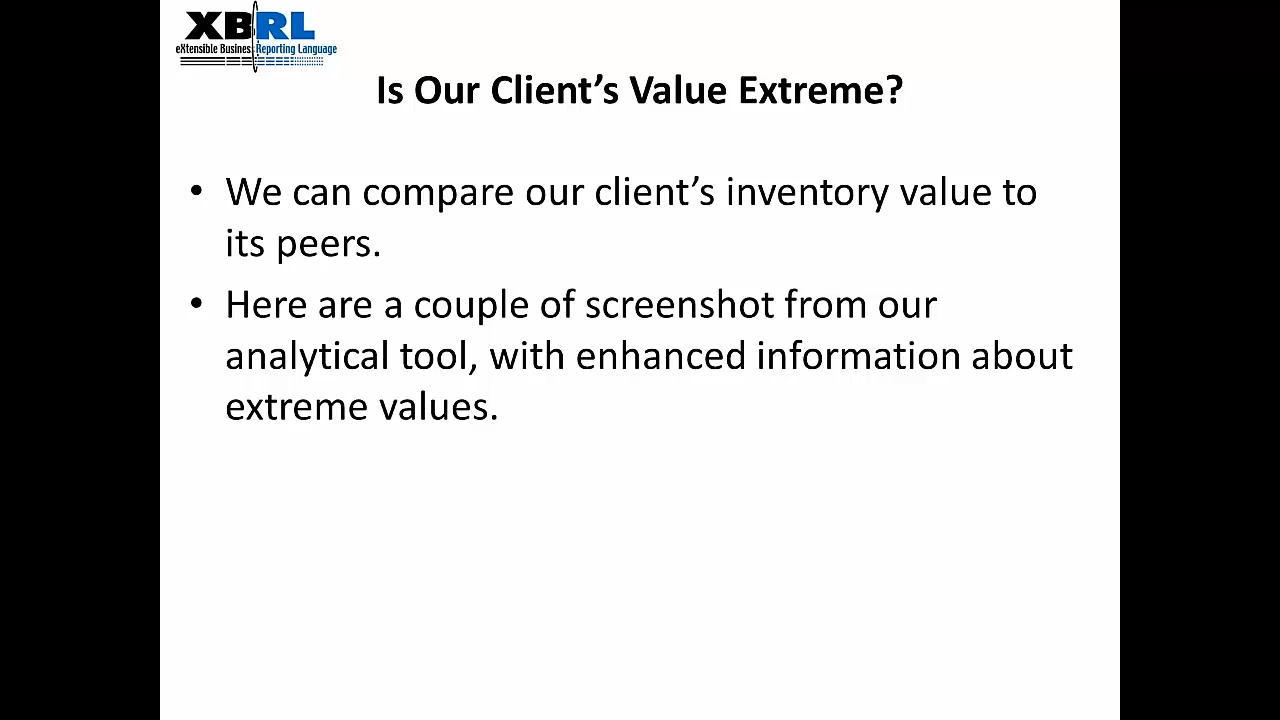 XBRL
eXtensible Business Reporting Language
Is Our Client’s Value Extreme?
• We can compare our client’s inventory value to
its peers.
• Here are a couple of screenshot from our
analytical tool, with enhanced information about
extreme values.